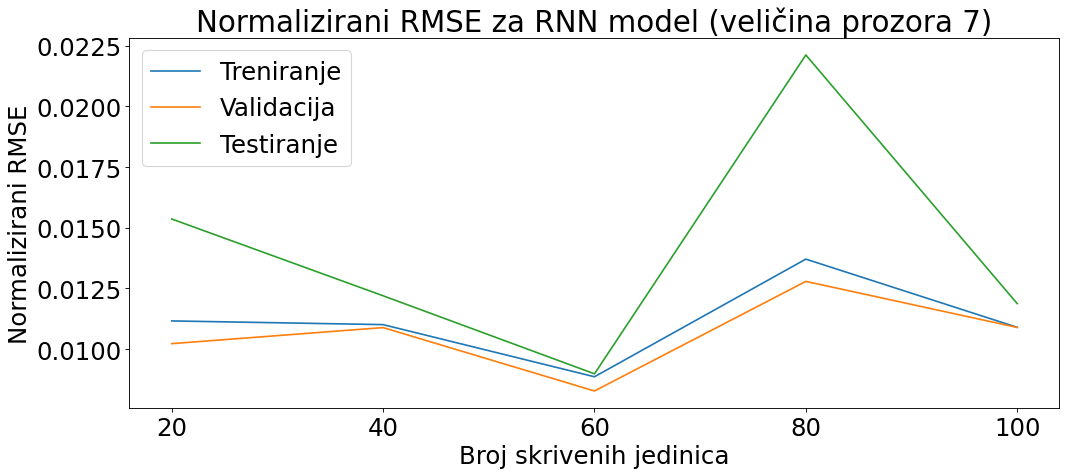 Normalizirani RMSE za RNN model (veličina prozora 7)
0.0225
0.0200
0.0175
0.0150
0.0125
0.0100
Normalizirani RMSE
Treniranje
Validacija
Testiranje
20 40 60 80 100
Broj skrivenih jedinica